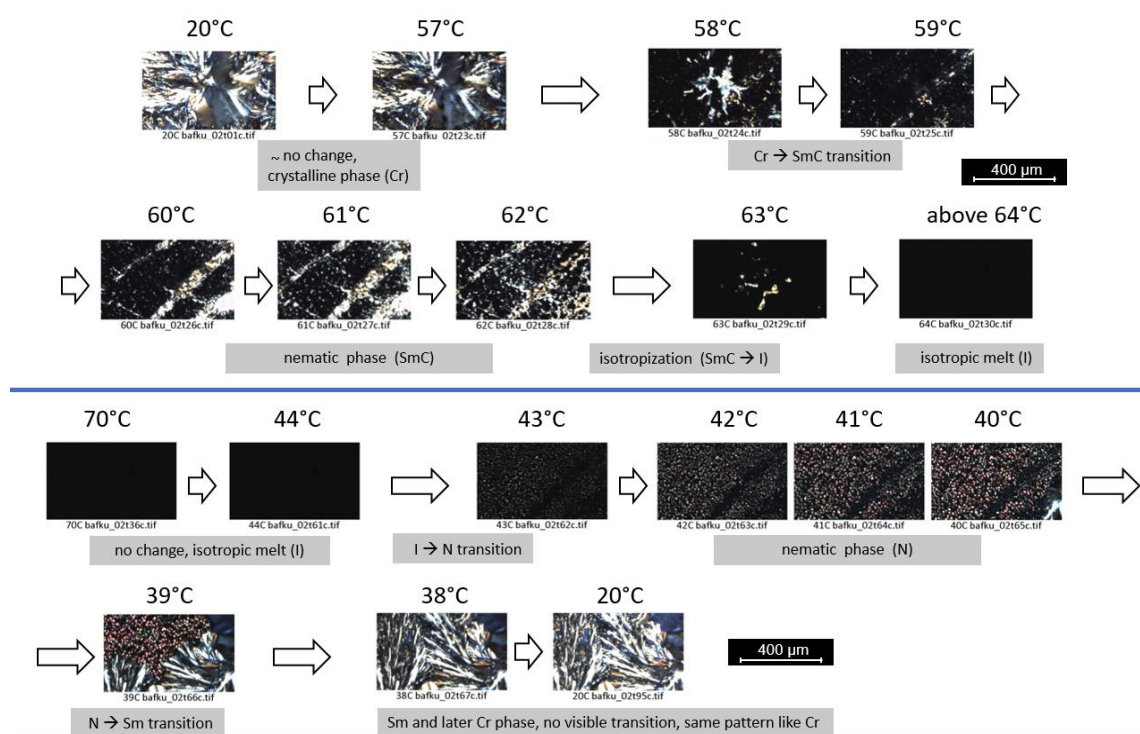 20°C 57°C 58°C 59°C
20C bafku_02t01c.tif 57C bafku_02t23c.tif 58C bafku_02t24c.tif 59C bafku_02t25c.tif
~ no change,
crystalline phase (Cr)
Cr → SmC transition
400 µm
60°C 61°C 62°C 63°C above 64°C
60C bafku_02t26c.tif 61C bafku_02t27c.tif 62C bafku_02t28c.tif 63C bafku_02t29c.tif 64C bafku_02t30c.tif
nematic phase (SmC) isotropization (SmC → I) isotropic melt (I)
70°C 44°C 43°C 42°C 41°C 40°C
70C bafku_02t36c.tif 44C bafku_02t61c.tif 43C bafku_02t62c.tif 42C bafku_02t63c.tif 41C bafku_02t64c.tif 40C bafku_02t65c.tif
no change, isotropic melt (I) I → N transition nematic phase (N)
39°C 38°C 20°C
400 µm
39C bafku_02t66c.tif 38C bafku_02t67c.tif 20C bafku_02t95c.tif
N → Sm transition Sm and later Cr phase, no visible transition, same pattern like Cr